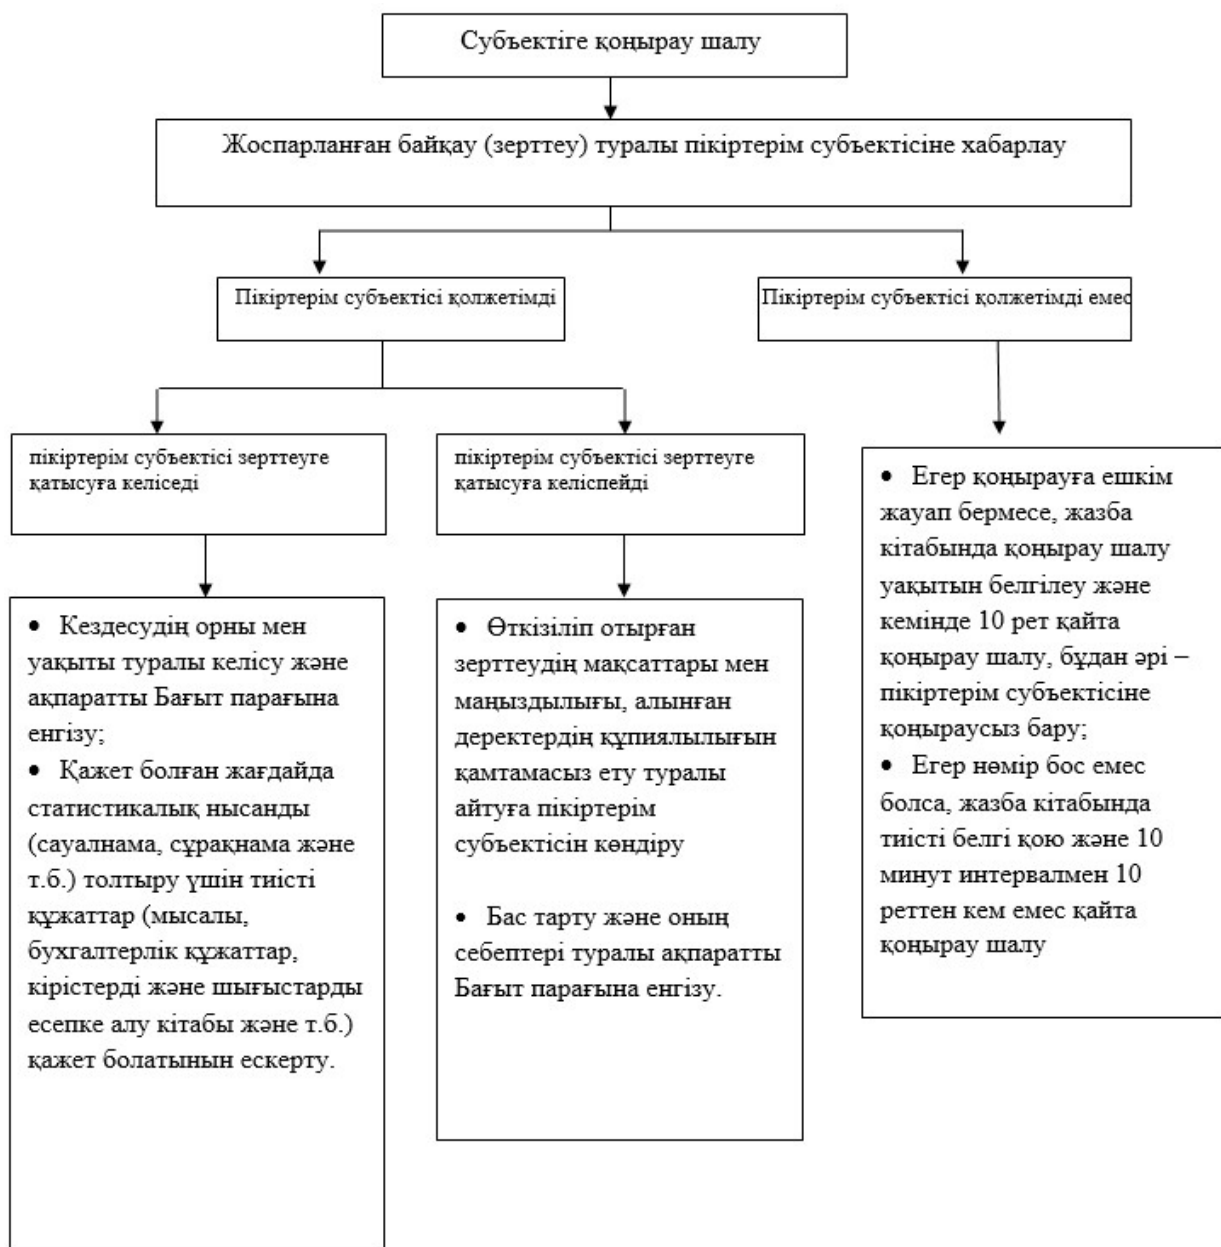 Субъектіге қоңырау шалу
Жоспарланған байқау (зерттеу) туралы пікіртерім субъектісіне хабарлау
Пікіртерім субъектісі қолжетімді
Пікіртерім субъектісі қолжетімді емес
пікіртерім субъектісі зерттеуге
қатысуға келіседі
пікіртерім субъектісі зерттеуге
қатысуға келіспейді
• Кездесудің орны мен
уақыты туралы келісу және
ақпаратты Бағыт парағына
енгізу;
• Қажет болған жағдайда
статистикалық нысанды
(сауалнама, сұрақнама және
т.б.) толтыру үшін тиісті
құжаттар (мысалы,
бухгалтерлік құжаттар,
кірістерді және шығыстарды
есепке алу кітабы және т.б.)
қажет болатынын ескерту.
• Өткізіліп отырған
зерттеудің мақсаттары мен
маңыздылығы, алынған
деректердің құпиялылығын
қамтамасыз ету туралы
айтуға пікіртерім
субъектісін көндіру
• Бас тарту және оның
себептері туралы ақпаратты
Бағыт парағына енгізу.
• Егер қоңырауға ешкім
жауап бермесе, жазба
кітабында қоңырау шалу
уақытын белгілеу және
кемінде 10 рет қайта
қоңырау шалу, бұдан әрі –
пікіртерім субъектісіне
қоңыраусыз бару;
• Егер нөмір бос емес
болса, жазба кітабында
тиісті белгі қою және 10
минут интервалмен 10
реттен кем емес қайта
қоңырау шалу